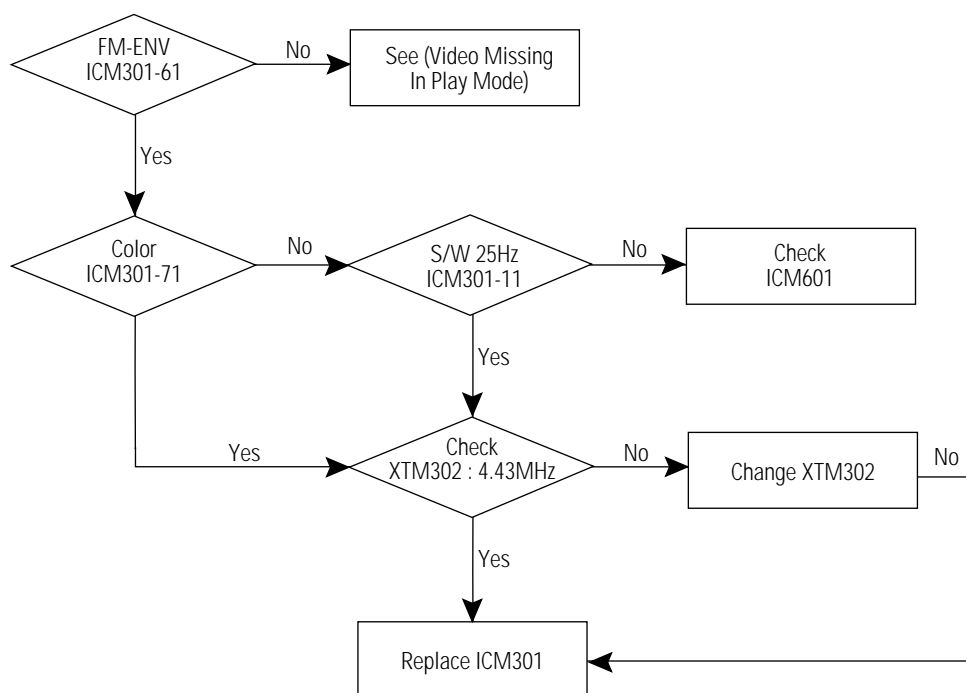 FM-ENV
ICM301-61
No
See (Video Missing
In Play Mode)
Yes
Color
ICM301-71
No
S/W 25Hz
ICM301-11
No
Check
ICM601
Yes
Yes
Check
XTM302 : 4.43MHz
No
Change XTM302
No
Yes
Replace ICM301